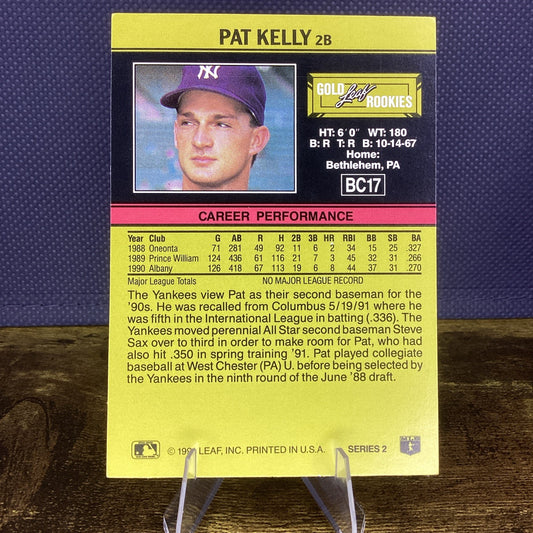 PAT KELLY 2B
NY
GOLD Leaf ROOKIES
HT: 6'0" WT: 180
B: R T: R B: 10-14-67
Home:
Bethlehem, PA
BC17
CAREER PERFORMANCE
Year Club G AB R H 2B 3B HR RBI BB SB BA
1988 Oneonta 71 281 49 92 11 6 2 34 15 25 .327
1989 Prince William 124 436 61 116 21 3 45 32 31 .266
1990 Albany 126 418 67 113 19 6 8 44 37 31 .270
Major League Totals NO MAJOR LEAGUE RECORD
The Yankees view Pat as their second baseman for the
'90s. He was recalled from Columbus 5/19/91 where he
was fifth in the International League in batting (.336). The
Yankees moved perennial All Star second baseman Steve
Sax over to third in order to make room for Pat, who had
also hit .350 in spring training '91. Pat played collegiate
baseball at West Chester (PA) U. before being selected by
the Yankees in the ninth round of the June '88 draft.
© 199 LEAF, INC. PRINTED IN U.S.A.
SERIES 2